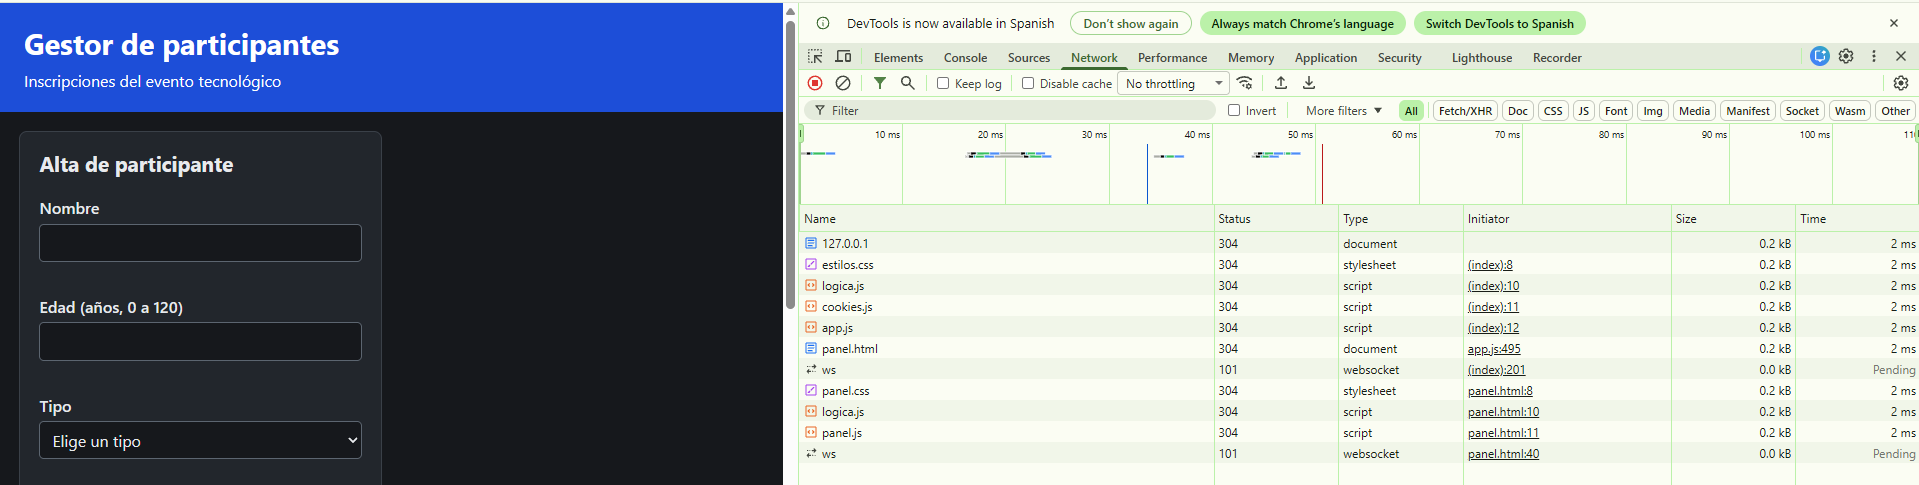 Gestor de participantes
Inscripciones del evento tecnológico
Alta de participante
Nombre
Edad (años, 0 a 120)
Tipo
Elige un tipo
DevTools is now available in Spanish
Don't show again
Always match Chrome's language
Switch DevTools to Spanish
Elements Console Sources Network Performance Memory Application Security Lighthouse Recorder
Keep log Disable cache No throttling
Filter Invert More filters All Fetch/XHR Doc CSS JS Font Img Media Manifest Socket Wasm Other
10 ms 20 ms 30 ms 40 ms 50 ms 60 ms 70 ms 80 ms 90 ms 100 ms
Name Status Type Initiator Size Time
127.0.0.1 304 document 0.2 kB 2 ms
estilos.css 304 stylesheet (index):8 0.2 kB 2 ms
logica.js 304 script (index):10 0.2 kB 2 ms
cookies.js 304 script (index):11 0.2 kB 2 ms
app.js 304 script (index):12 0.2 kB 2 ms
panel.html 304 document app.js:495 0.2 kB 2 ms
ws 101 websocket (index):201 0.0 kB Pending
panel.css 304 stylesheet panel.html:8 0.2 kB 2 ms
logica.js 304 script panel.html:10 0.2 kB 2 ms
panel.js 304 script panel.html:11 0.2 kB 2 ms
ws 101 websocket panel.html:40 0.0 kB Pending